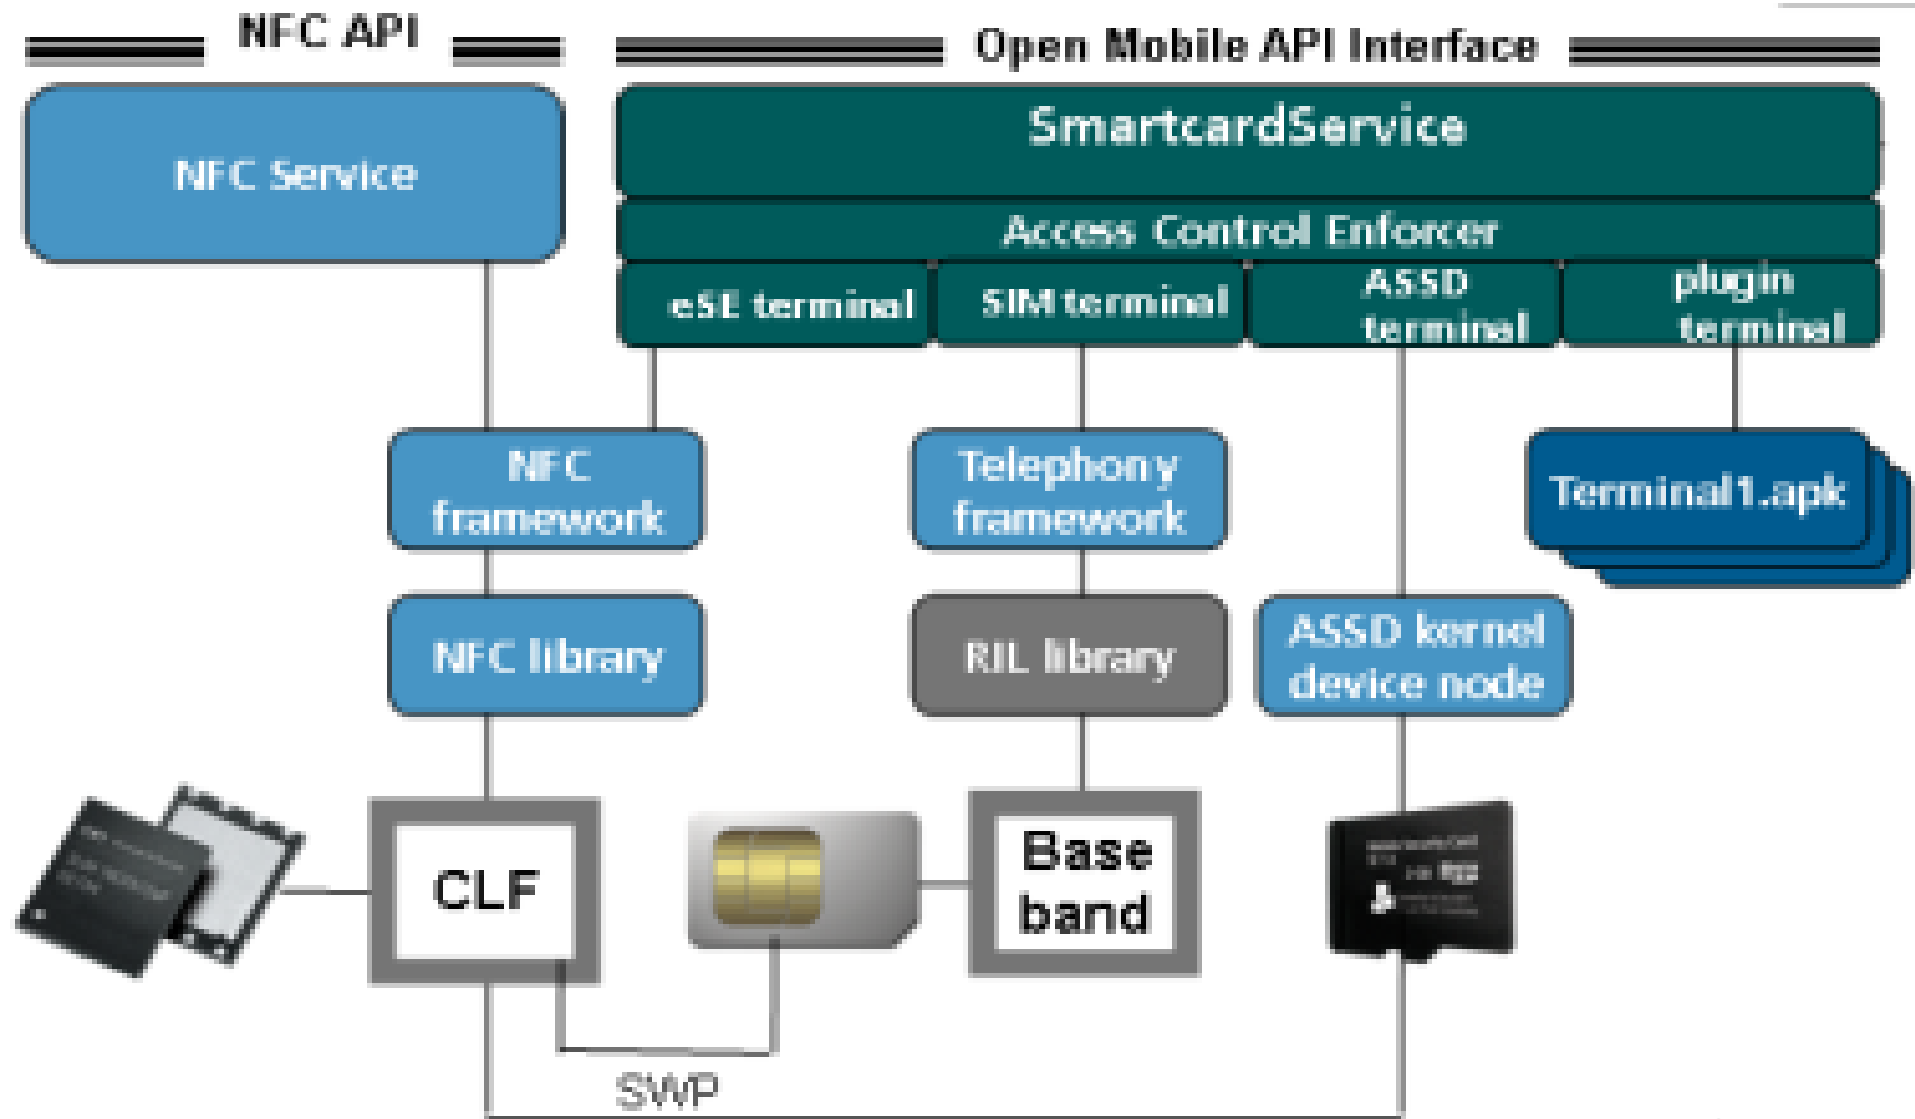 NFC API
Open Mobile API Interface
NFC Service
SmartcardService
Access Control Enforcer
eSE terminal
SIM terminal
ASSD
terminal
plugin
terminal
NFC
framework
Telephony
framework
Terminal1.apk
NFC library
RIL library
ASSD kernel
device node
CLF
Base
band
SWP